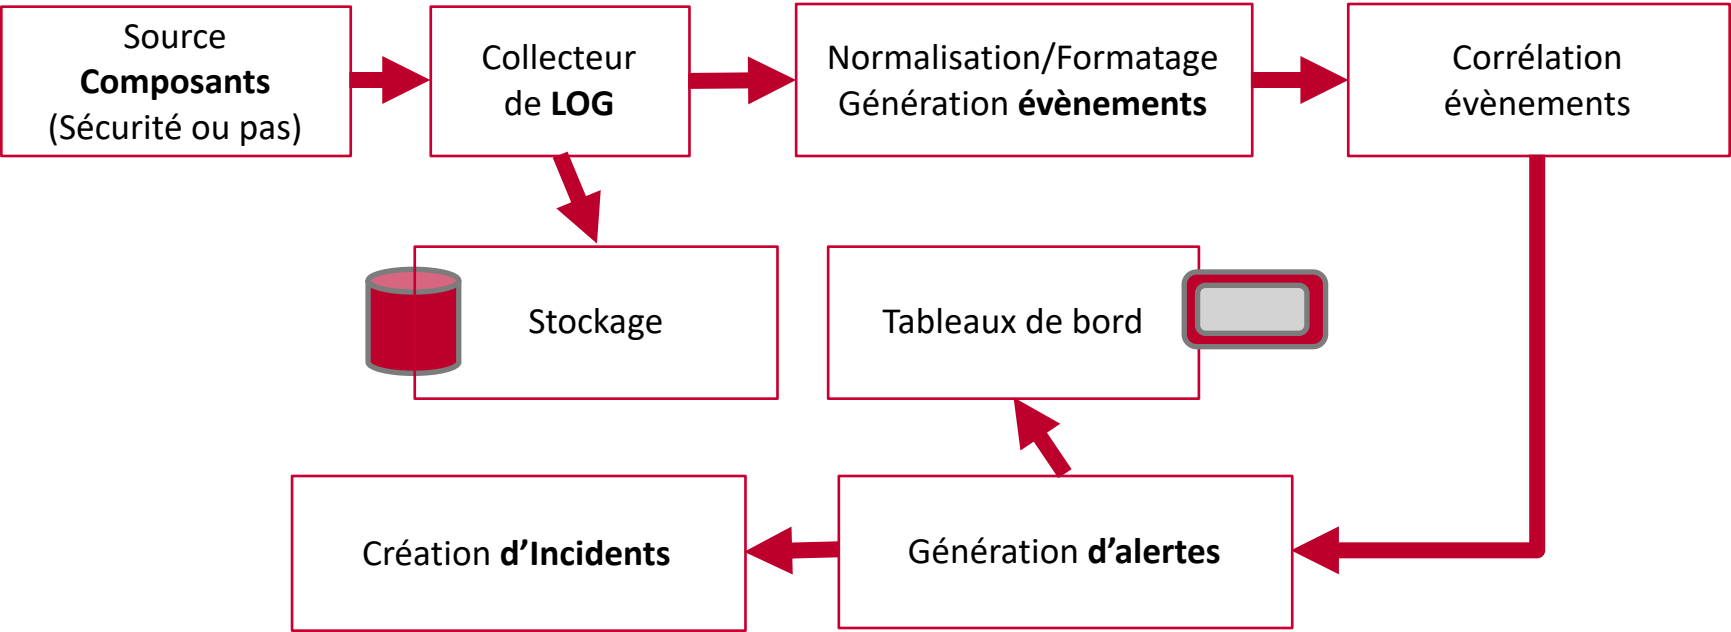 Source
Composants
(Sécurité ou pas)
Collecteur
de LOG
Normalisation/Formatage
Génération évènements
Corrélation
évènements
Stockage
Tableaux de bord
Création d’Incidents
Génération d’alertes